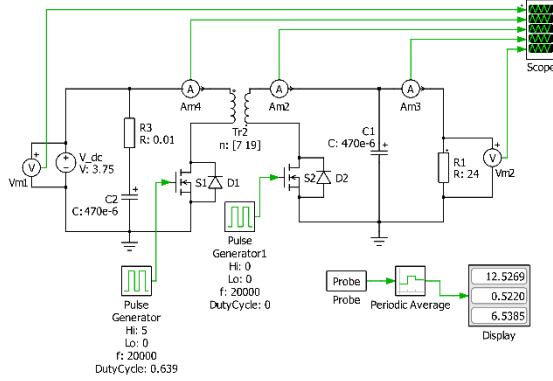 Scope
A
Am4
A
Am2
A
Am3
Tr2
n: [7 19]
R3
R: 0.01
V_dc
V: 3.75
V
Vm1
C2
C: 470e-6
S1
D1
S2
D2
C1
C: 470e-6
R1
R: 24
V
Vm2
Pulse
Generator1
Hi: 0
Lo: 0
f: 20000
DutyCycle: 0
Pulse
Generator
Hi: 5
Lo: 0
f: 20000
DutyCycle: 0.639
Probe
Probe
Periodic Average
12.5269
0.5220
6.5385
Display